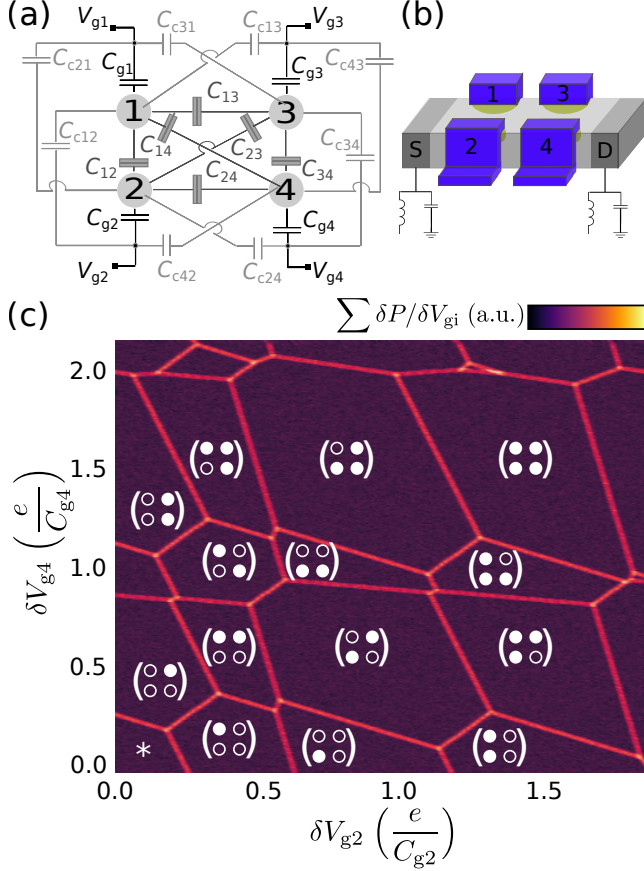 (a)
V_g1
C_c31
C_c13
V_g3
C_c21
C_g1
C_g3
C_c43
C_13
1
3
C_c12
C_14
C_23
C_c34
C_12
C_24
C_34
2
4
C_g2
C_g4
V_g2
C_c42
C_c24
V_g4
(b)
1
3
S
2
4
D
(c)
∑ δP/δV_gi (a.u.)
2.0
1.5
1.0
0.5
0.0
δV_g4 (e/C_g4)
*
0.0 0.5 1.0 1.5
δV_g2 (e/C_g2)